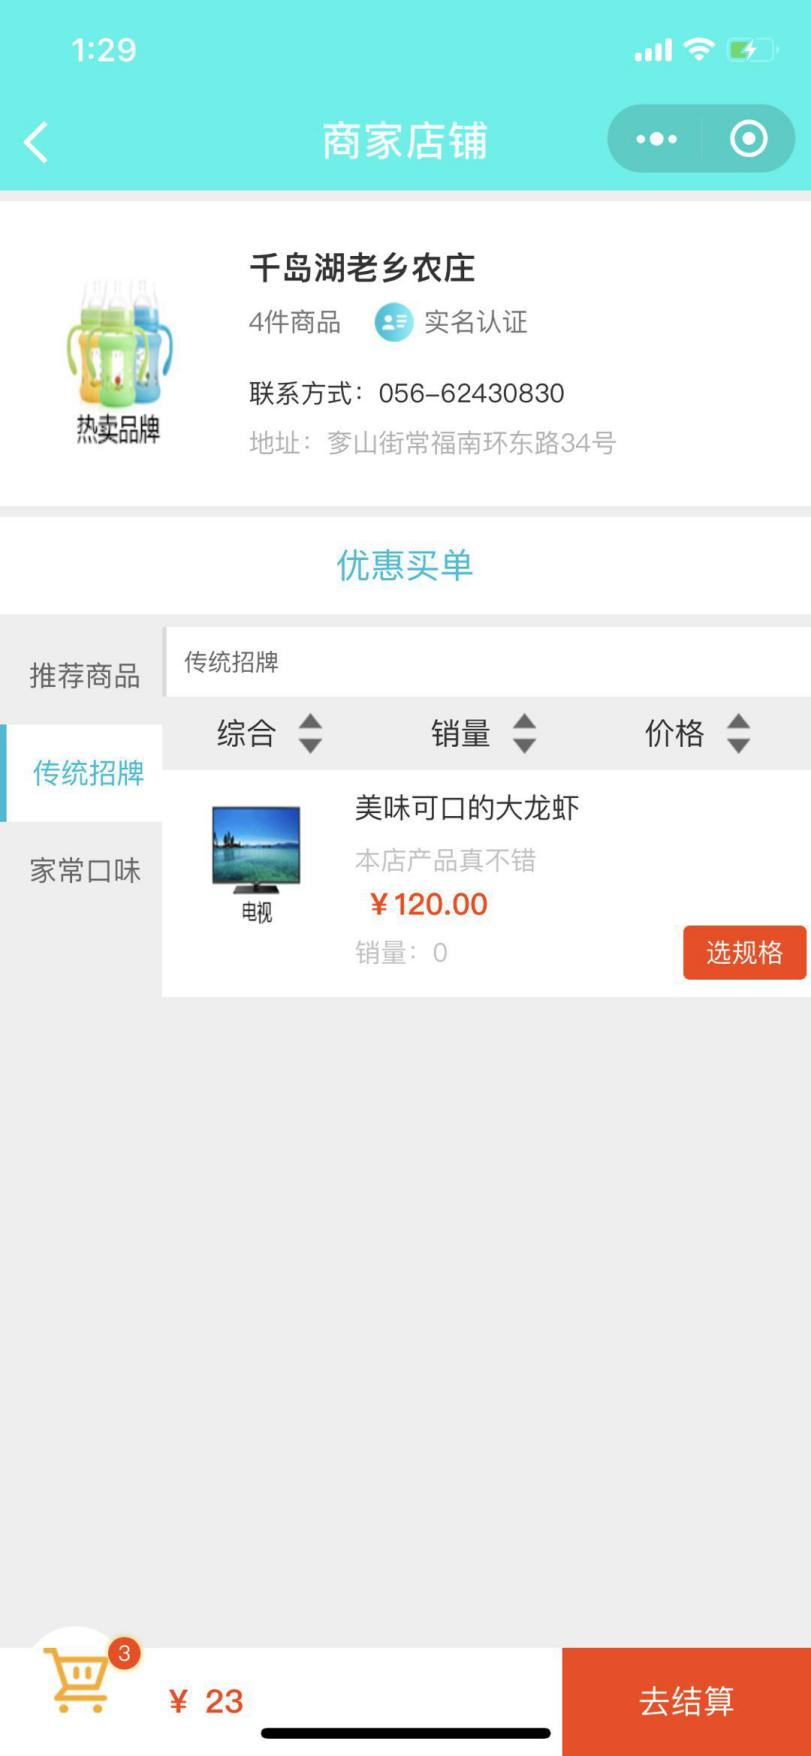 1:29
商家店铺
千岛湖老乡农庄
4件商品 实名认证
热卖品牌
联系方式：056-62430830
地址：爹山街常福南环东路34号
优惠买单
推荐商品
传统招牌
家常口味
传统招牌
综合 销量 价格
美味可口的大龙虾
本店产品真不错
¥120.00
电视
销量：0
选规格
3
¥ 23
去结算